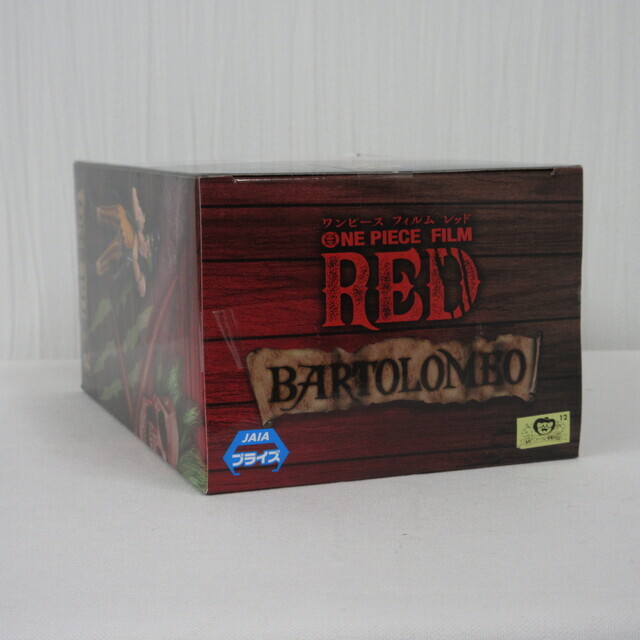 ワンピース フィルム レッド
ONE PIECE FILM
RED
BARTOLOMEO
JAIA
プライズ
12